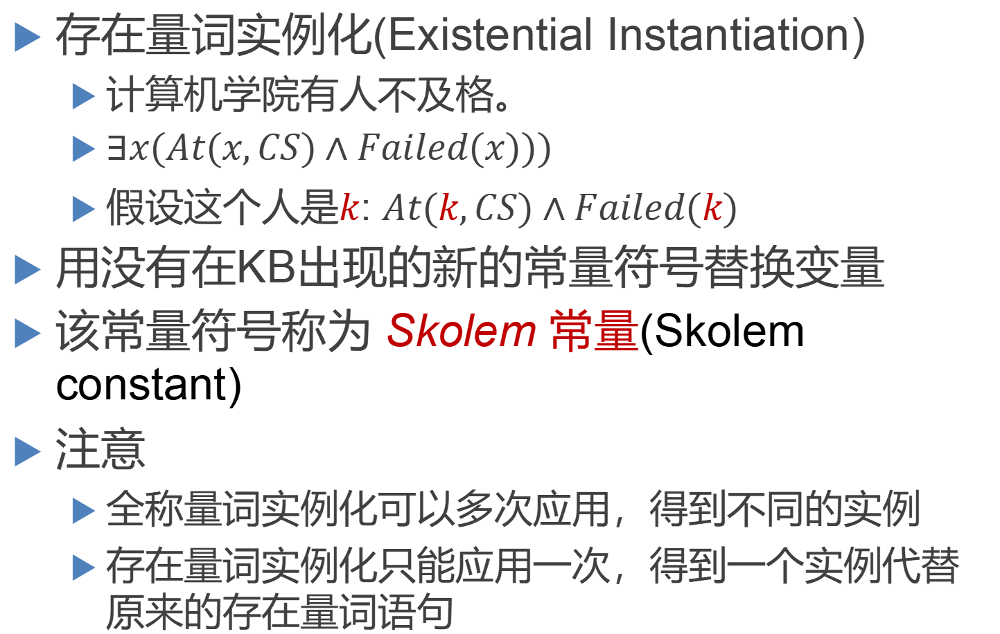 存在量词实例化(Existential Instantiation)
计算机学院有人不及格。
∃x(At(x, CS) ∧ Failed(x)))
假设这个人是k: At(k, CS) ∧ Failed(k)
用没有在KB出现的新的常量符号替换变量
该常量符号称为 Skolem 常量(Skolem
constant)
注意
全称量词实例化可以多次应用，得到不同的实例
存在量词实例化只能应用一次，得到一个实例代替
原来的存在量词语句